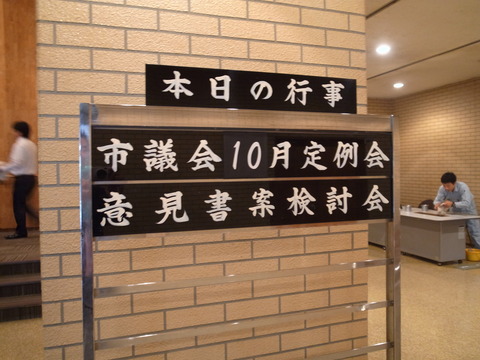 本日の行事
市議会10月定例会
意見書案検討会